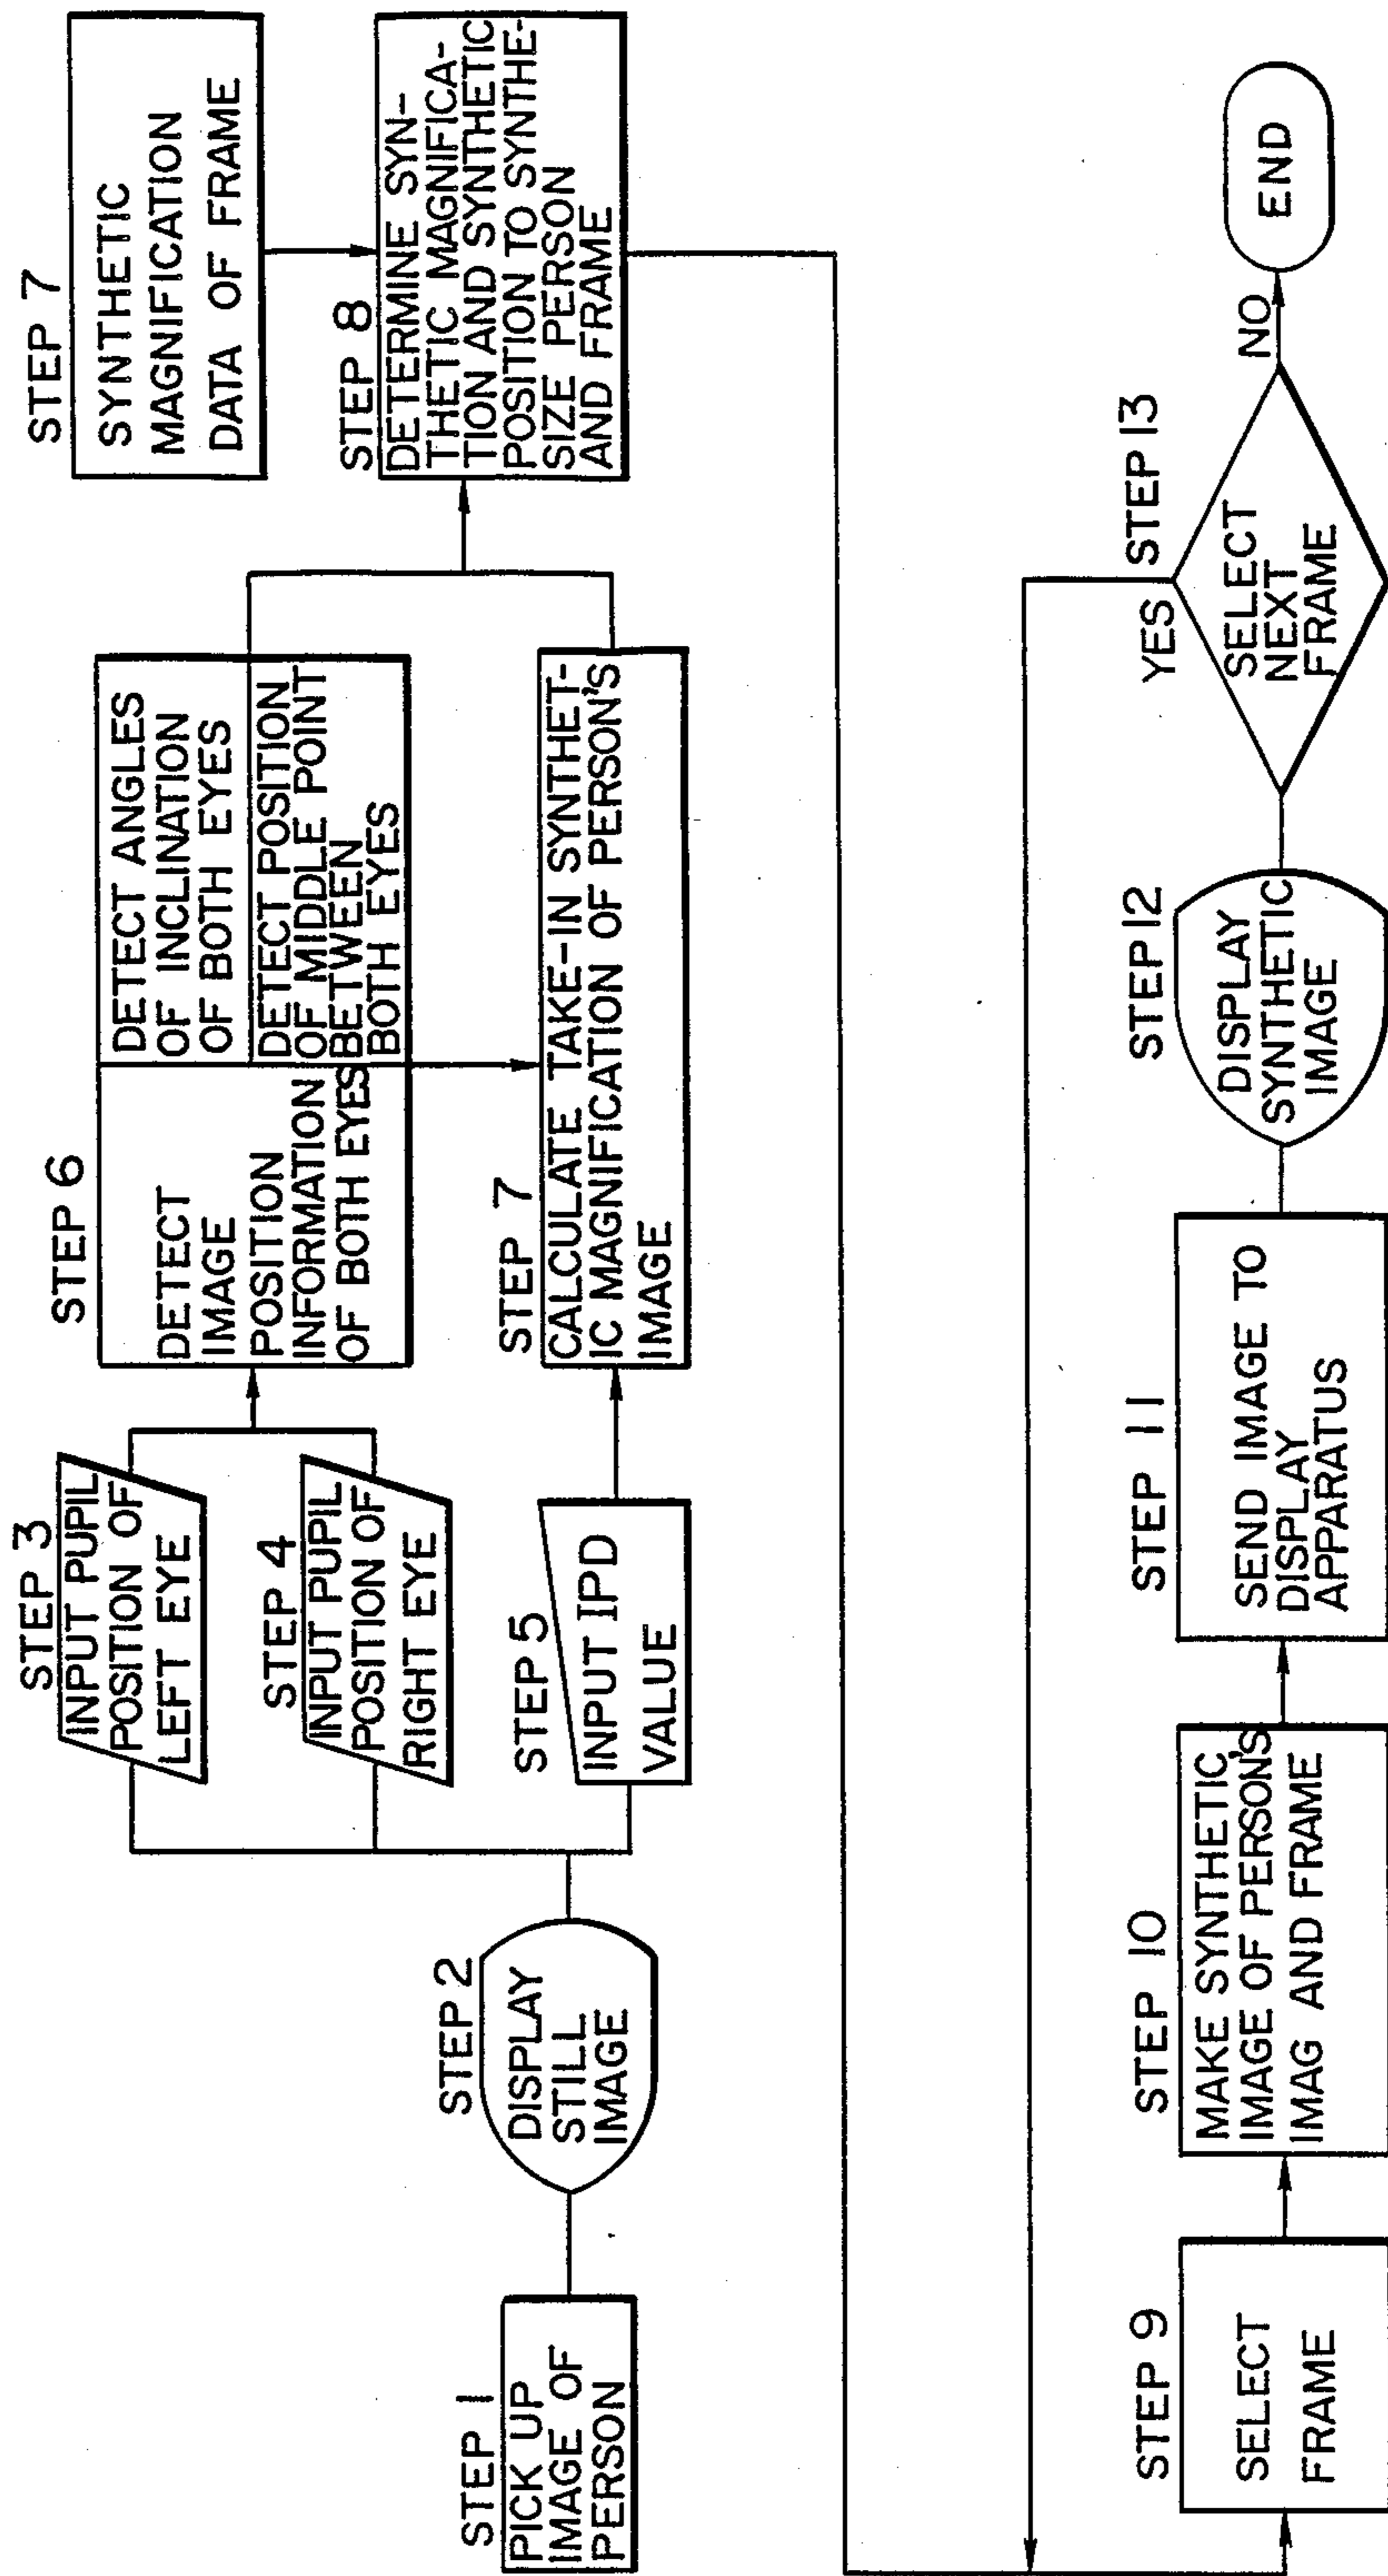 STEP 1
PICK UP
IMAGE OF
PERSON
STEP 2
DISPLAY
STILL
IMAGE
STEP 3
INPUT PUPIL
POSITION OF
LEFT EYE
STEP 4
INPUT PUPIL
POSITION OF
RIGHT EYE
STEP 5
INPUT IPD
VALUE
STEP 6
DETECT
IMAGE
POSITION
INFORMATION
OF BOTH EYES
DETECT ANGLES
OF INCLINATION
OF BOTH EYES
DETECT POSITION
OF MIDDLE POINT
BETWEEN
BOTH EYES
STEP 7
CALCULATE TAKE-IN SYNTHET-
IC MAGNIFICATION OF PERSON'S
IMAGE
STEP 7
SYNTHETIC
MAGNIFICATION
DATA OF FRAME
STEP 8
DETERMINE SYN-
THETIC MAGNIFICA-
TION AND SYNTHETIC
POSITION TO SYNTHE-
SIZE PERSON
AND FRAME
STEP 9
SELECT
FRAME
STEP 10
MAKE SYNTHETIC
IMAGE OF PERSON'S
IMAG AND FRAME
STEP 11
SEND IMAGE TO
DISPLAY
APPARATUS
STEP 12
DISPLAY
SYNTHETIC
IMAGE
STEP 13
YES
SELECT
NEXT
FRAME
NO
END